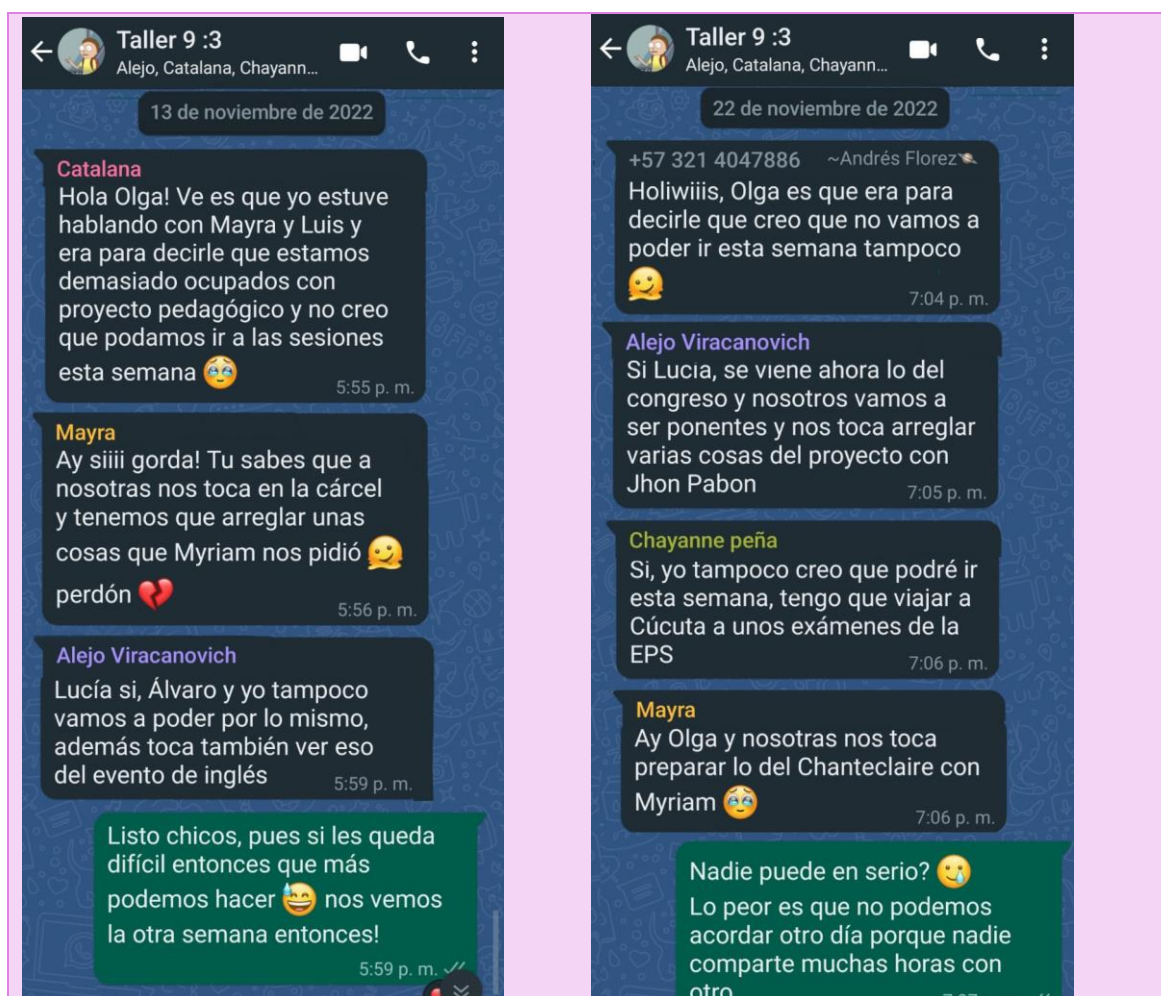 Taller 9 :3
Alejo, Catalana, Chayann...
13 de noviembre de 2022
Catalana
Hola Olga! Ve es que yo estuve
hablando con Mayra y Luis y
era para decirle que estamos
demasiado ocupados con
proyecto pedagógico y no creo
que podamos ir a las sesiones
esta semana 🥹
5:55 p. m.
Mayra
Ay siiii gorda! Tu sabes que a
nosotras nos toca en la cárcel
y tenemos que arreglar unas
cosas que Myriam nos pidió 🫠
perdón 💔
5:56 p. m.
Alejo Viracanovich
Lucía si, Álvaro y yo tampoco
vamos a poder por lo mismo,
además toca también ver eso
del evento de inglés
5:59 p. m.
Listo chicos, pues si les queda
difícil entonces que más
podemos hacer 😅 nos vemos
la otra semana entonces!
5:59 p. m.
Taller 9 :3
Alejo, Catalana, Chayann...
22 de noviembre de 2022
+57 321 4047886 ~Andrés Florez🪐
Holiwiiis, Olga es que era para
decirle que creo que no vamos a
poder ir esta semana tampoco
🫠
7:04 p. m.
Alejo Viracanovich
Si Lucia, se viene ahora lo del
congreso y nosotros vamos a
ser ponentes y nos toca arreglar
varias cosas del proyecto con
Jhon Pabon
7:05 p. m.
Chayanne peña
Si, yo tampoco creo que podré ir
esta semana, tengo que viajar a
Cúcuta a unos exámenes de la
EPS
7:06 p. m.
Mayra
Ay Olga y nosotras nos toca
preparar lo del Chanteclaire con
Myriam 🥹
7:06 p. m.
Nadie puede en serio? 🥲
Lo peor es que no podemos
acordar otro día porque nadie
comparte muchas horas con
otro